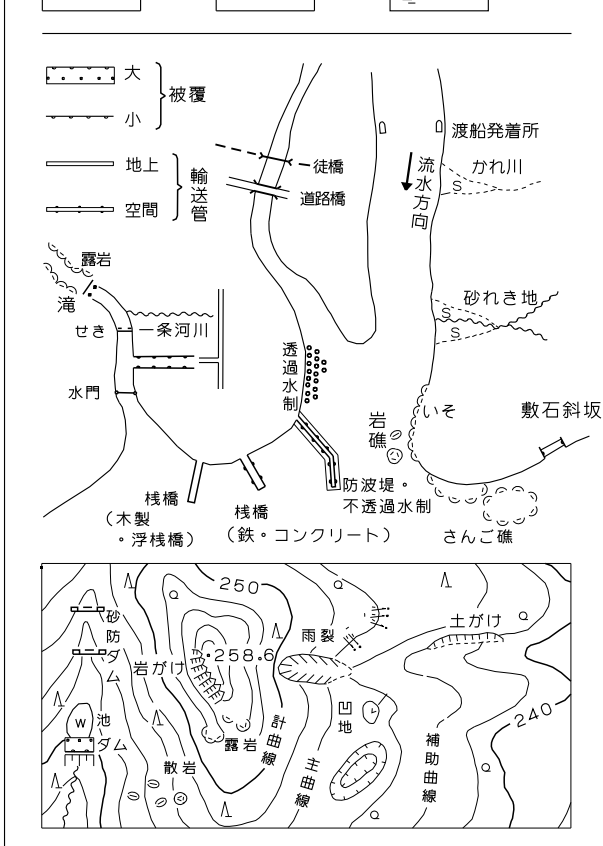 大
小
被覆
地上
空間
輸送管
徒橋
道路橋
渡船発着所
かれ川
流水方向
S
露岩
滝
せき
一条河川
水門
砂れき地
S
S
透過水制
いそ
岩礁
敷石斜坂
桟橋
（木製
・浮桟橋）
桟橋
（鉄・コンクリート）
防波堤・
不透過水制
さんご礁
250
砂防ダム
岩がけ
258.6
雨裂
土がけ
W
池
ダム
露岩
散岩
計曲線
主曲線
凹地
補助曲線
240